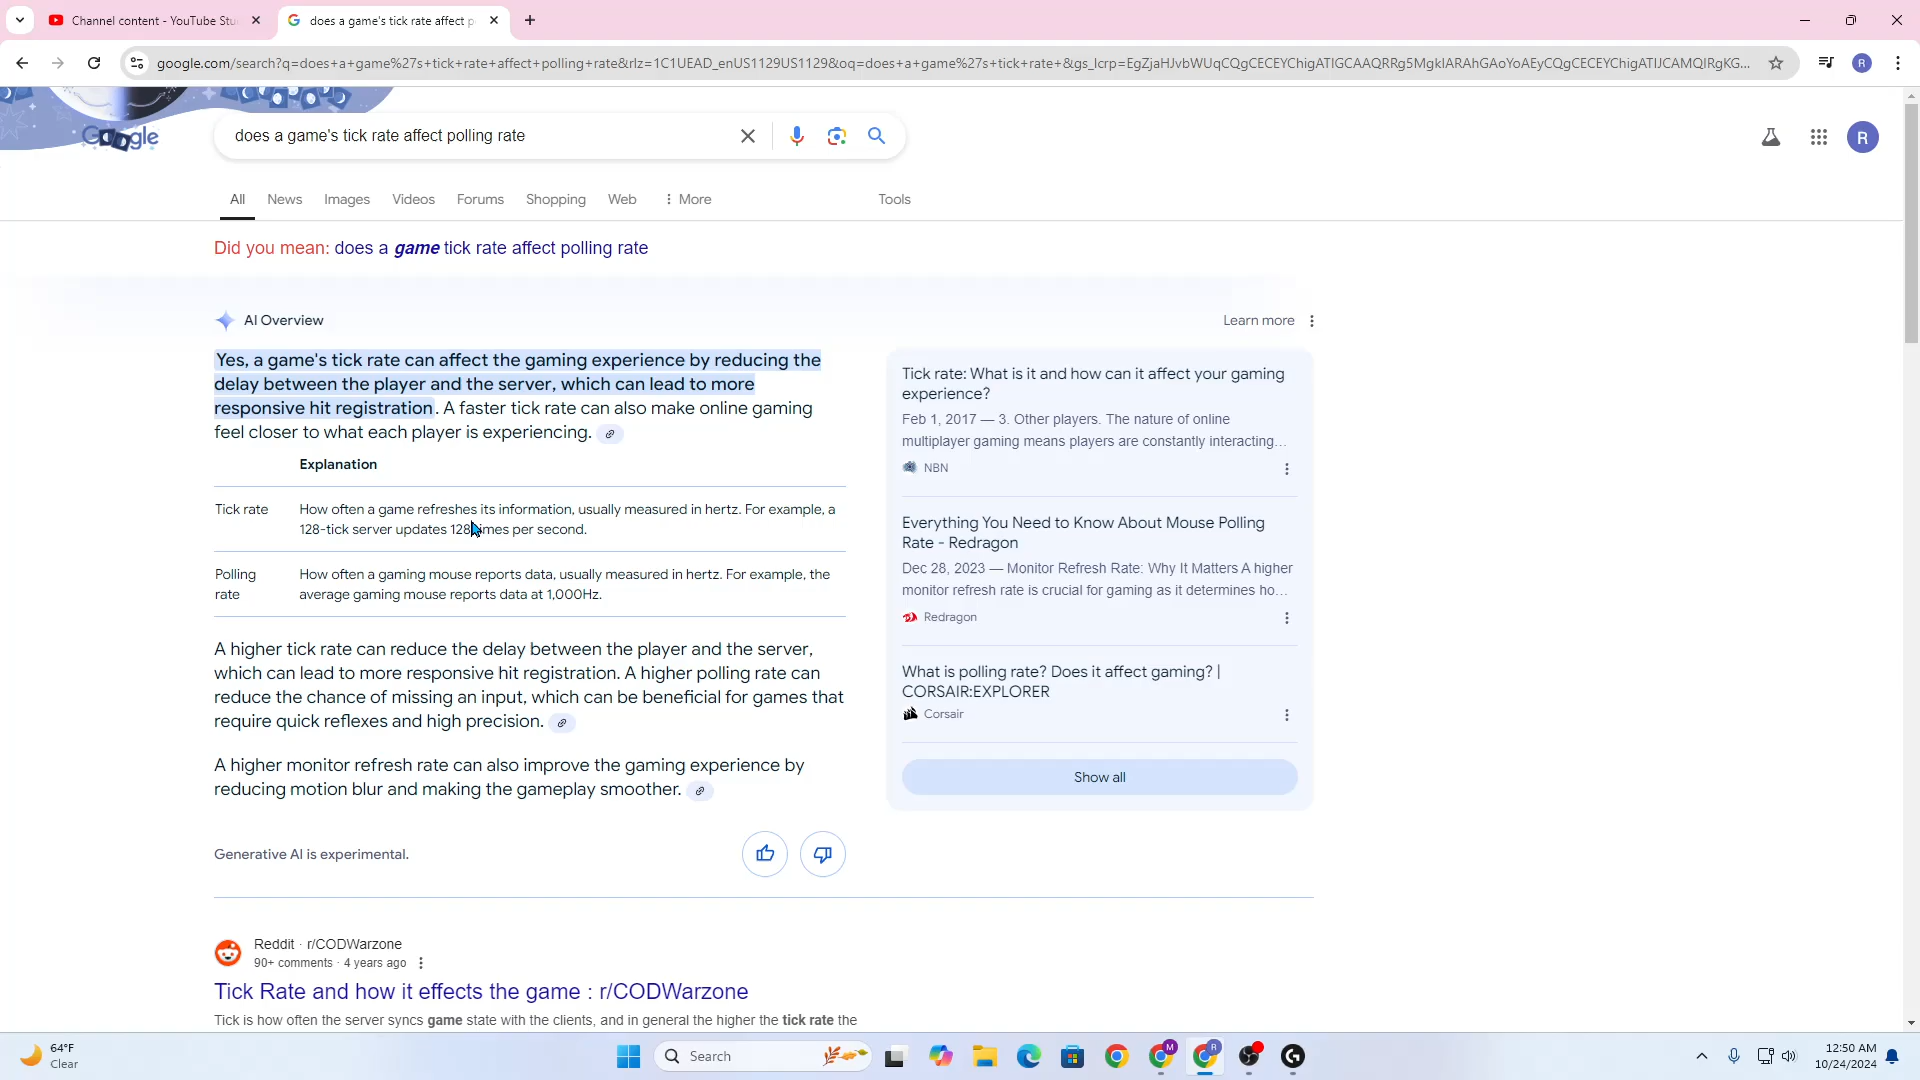 Channel content - YouTube Stu
does a game's tick rate affect p
google.com/search?q=does+a+game%27s+tick+rate+affect+polling+rate&rlz=1C1UEAD_enUS1129US1129&oq=does+a+game%27s+tick+rate+&gs_lcrp=EgZjaHJvbWUqCQgCECEYChigATIGCAAQRRg5MgkIARAhGAoYoAEyCQgCECEYChigATIJCAMQIRgKG...
R
Google
does a game's tick rate affect polling rate
R
All
News
Images
Videos
Forums
Shopping
Web
More
Tools
Did you mean: does a game tick rate affect polling rate
AI Overview
Learn more
Yes, a game's tick rate can affect the gaming experience by reducing the
delay between the player and the server, which can lead to more
responsive hit registration. A faster tick rate can also make online gaming
feel closer to what each player is experiencing.
Explanation
Tick rate
How often a game refreshes its information, usually measured in hertz. For example, a
128-tick server updates 128 times per second.
Polling
rate
How often a gaming mouse reports data, usually measured in hertz. For example, the
average gaming mouse reports data at 1,000Hz.
A higher tick rate can reduce the delay between the player and the server,
which can lead to more responsive hit registration. A higher polling rate can
reduce the chance of missing an input, which can be beneficial for games that
require quick reflexes and high precision.
A higher monitor refresh rate can also improve the gaming experience by
reducing motion blur and making the gameplay smoother.
Generative AI is experimental.
Tick rate: What is it and how can it affect your gaming
experience?
Feb 1, 2017 — 3. Other players. The nature of online
multiplayer gaming means players are constantly interacting...
NBN
Everything You Need to Know About Mouse Polling
Rate - Redragon
Dec 28, 2023 — Monitor Refresh Rate: Why It Matters A higher
monitor refresh rate is crucial for gaming as it determines ho...
Redragon
What is polling rate? Does it affect gaming? |
CORSAIR:EXPLORER
Corsair
Show all
Reddit · r/CODWarzone
90+ comments · 4 years ago
Tick Rate and how it effects the game : r/CODWarzone
Tick is how often the server syncs game state with the clients, and in general the higher the tick rate the
64°F
Clear
Search
M
R
12:50 AM
10/24/2024